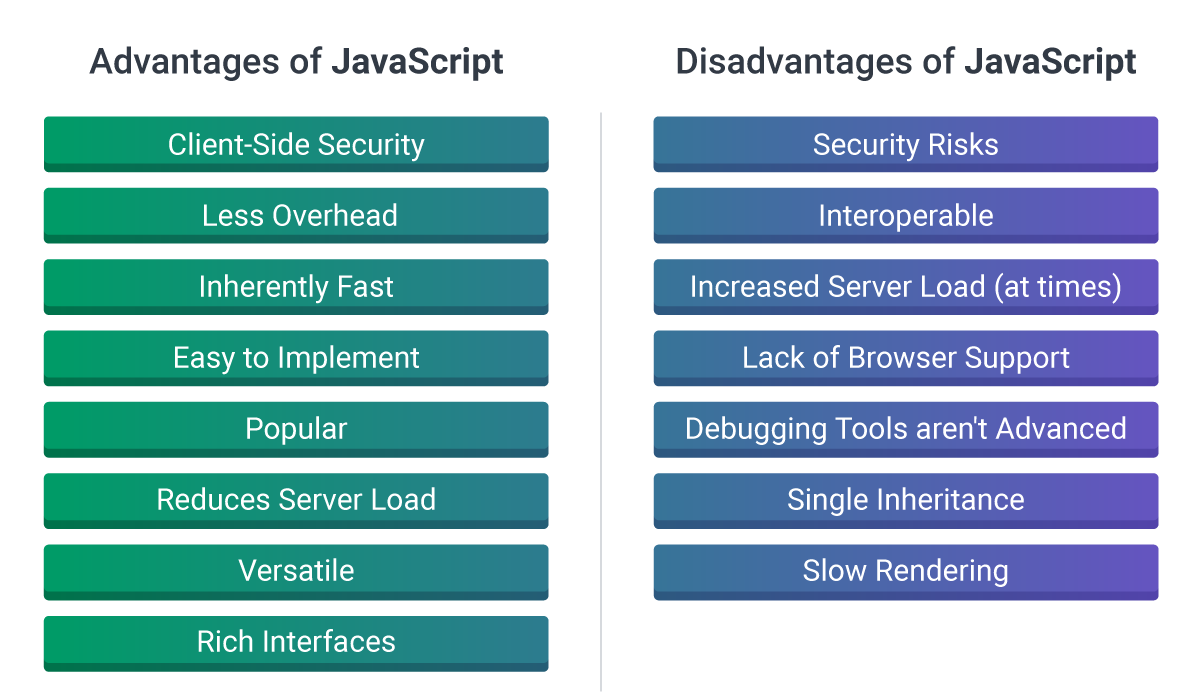 Advantages of JavaScript
Client-Side Security
Less Overhead
Inherently Fast
Easy to Implement
Popular
Reduces Server Load
Versatile
Rich Interfaces
Disadvantages of JavaScript
Security Risks
Interoperable
Increased Server Load (at times)
Lack of Browser Support
Debugging Tools aren't Advanced
Single Inheritance
Slow Rendering